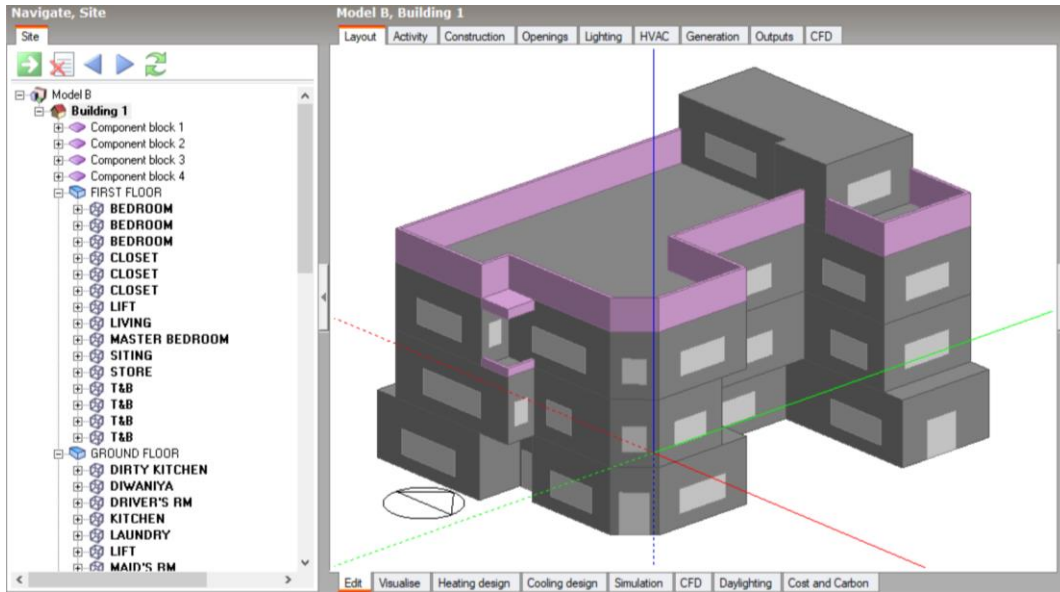 Navigate, Site
Site
Model B
Building 1
Component block 1
Component block 2
Component block 3
Component block 4
FIRST FLOOR
BEDROOM
BEDROOM
BEDROOM
CLOSET
CLOSET
CLOSET
LIFT
LIVING
MASTER BEDROOM
SITING
STORE
T&B
T&B
T&B
T&B
GROUND FLOOR
DIRTY KITCHEN
DIWANIYA
DRIVER'S RM
KITCHEN
LAUNDRY
LIFT
MAID'S RM
Model B, Building 1
Layout Activity Construction Openings Lighting HVAC Generation Outputs CFD
Edit Visualise Heating design Cooling design Simulation CFD Daylighting Cost and Carbon